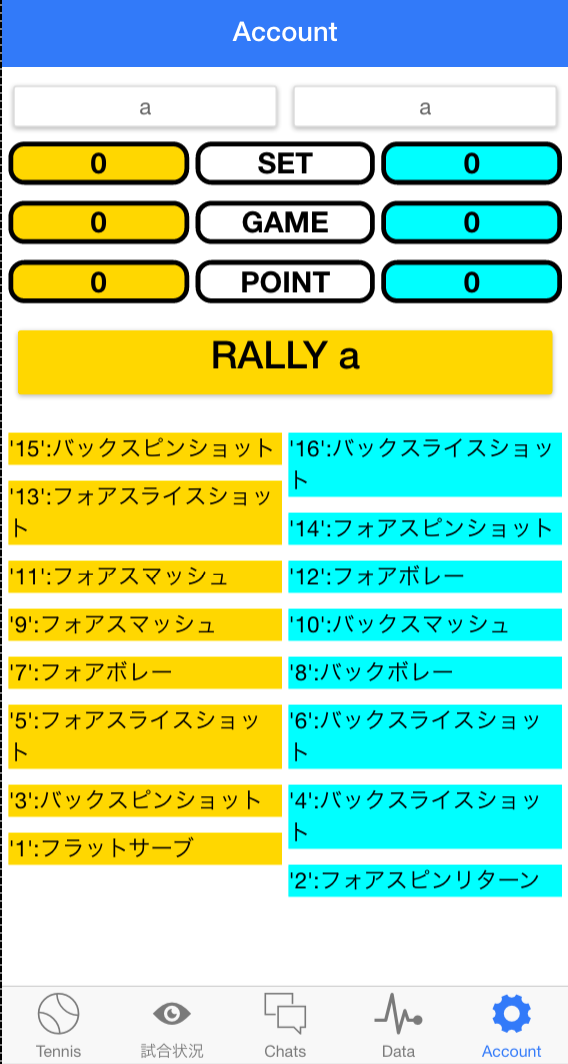 Account
a
a
0
SET
0
0
GAME
0
0
POINT
0
RALLY a
'15':バックスピンショット
'13':フォアスライスショッ
ト
'11':フォアスマッシュ
'9':フォアスマッシュ
'7':フォアボレー
'5':フォアスライスショッ
ト
'3':バックスピンショット
'1':フラットサーブ
'16':バックスライスショッ
ト
'14':フォアスピンショット
'12':フォアボレー
'10':バックスマッシュ
'8':バックボレー
'6':バックスライスショッ
ト
'4':バックスライスショッ
ト
'2':フォアスピンリターン
Tennis
試合状況
Chats
Data
Account